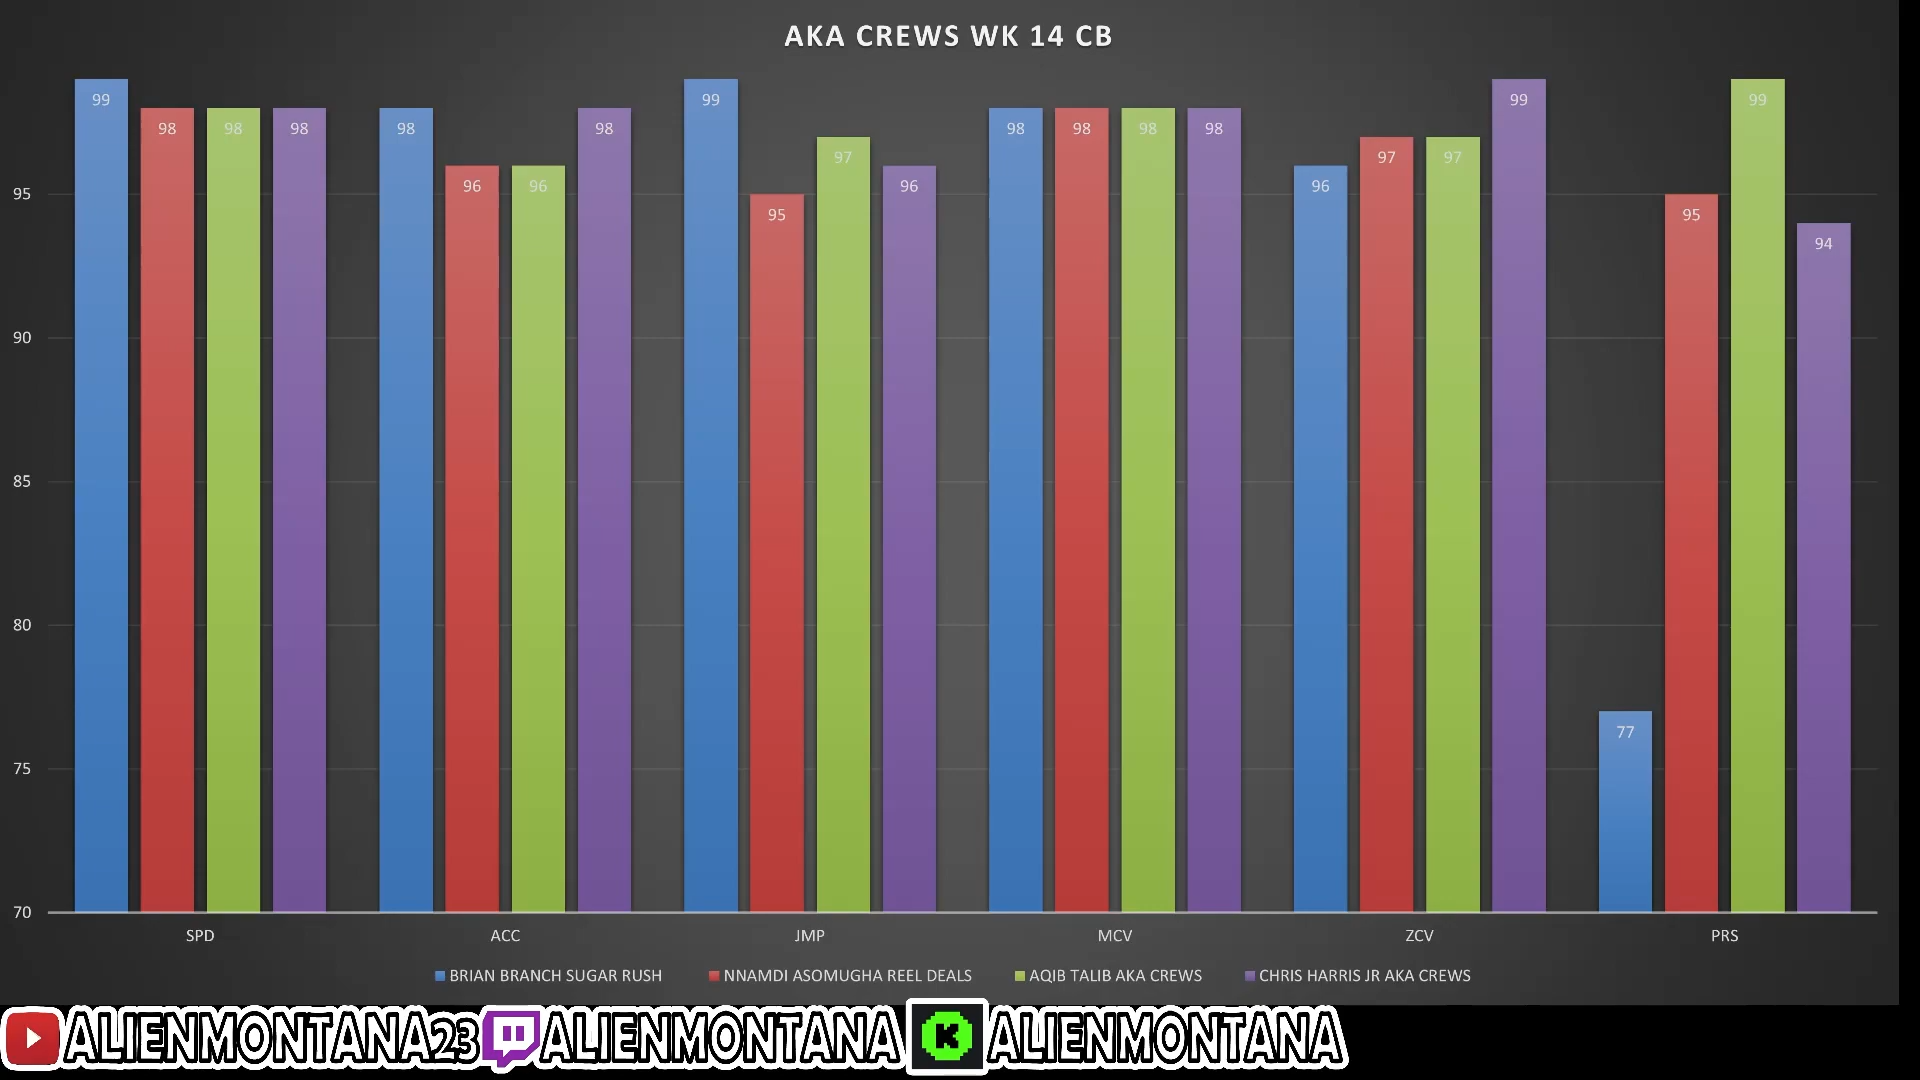 AKA CREWS WK 14 CB
99 98 98 98 98 96 96 98 99 95 97 96 98 98 98 98 96 97 97 99 77 95 99 94
95
90
85
80
75
70
SPD ACC JMP MCV ZCV PRS
BRIAN BRANCH SUGAR RUSH NNAMDI ASOMUGHA REEL DEALS AQIB TALIB AKA CREWS CHRIS HARRIS JR AKA CREWS
ALIENMONTANA23 ALIENMONTANA K ALIENMONTANA